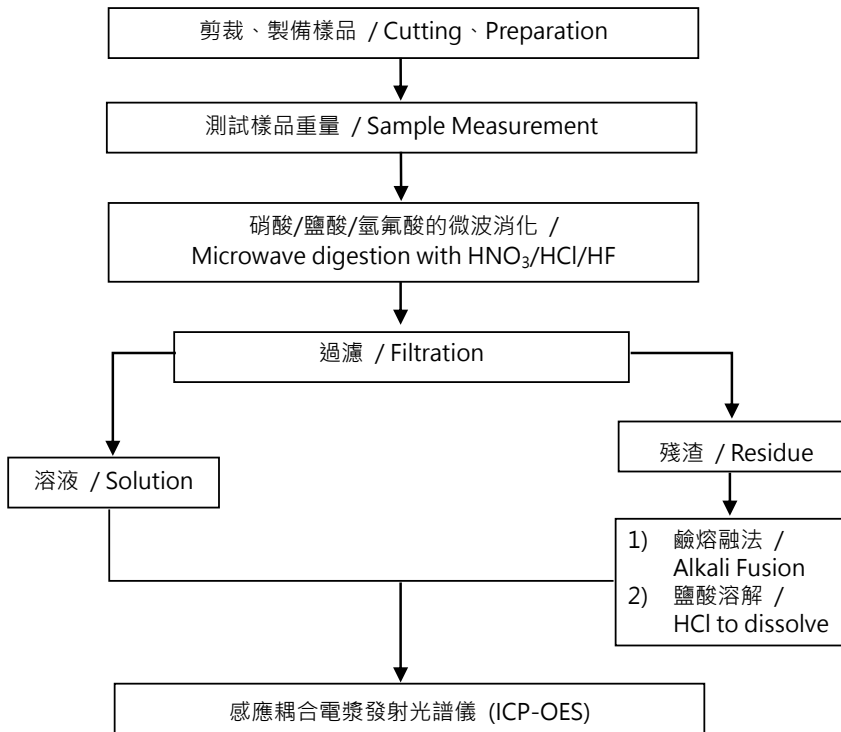 剪裁、製備樣品 / Cutting、Preparation
測試樣品重量 / Sample Measurement
硝酸/鹽酸/氫氟酸的微波消化 /
Microwave digestion with HNO₃/HCl/HF
過濾 / Filtration
溶液 / Solution
殘渣 / Residue
1) 鹼熔融法 /
Alkali Fusion
2) 鹽酸溶解 /
HCl to dissolve
感應耦合電漿發射光譜儀 (ICP-OES)